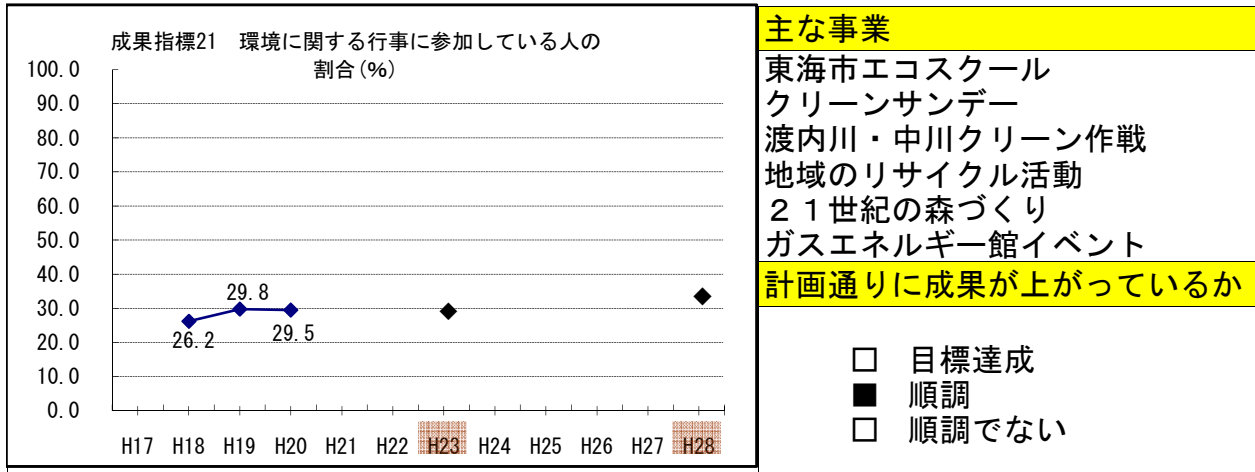 成果指標21　環境に関する行事に参加している人の
割合(%)
100.0
90.0
80.0
70.0
60.0
50.0
40.0
30.0
20.0
10.0
0.0
26.2
29.8
29.5
H17 H18 H19 H20 H21 H22 H23 H24 H25 H26 H27 H28
主な事業
東海市エコスクール
クリーンサンデー
渡内川・中川クリーン作戦
地域のリサイクル活動
２１世紀の森づくり
ガスエネルギー館イベント
計画通りに成果が上がっているか
□　目標達成
■　順調
□　順調でない